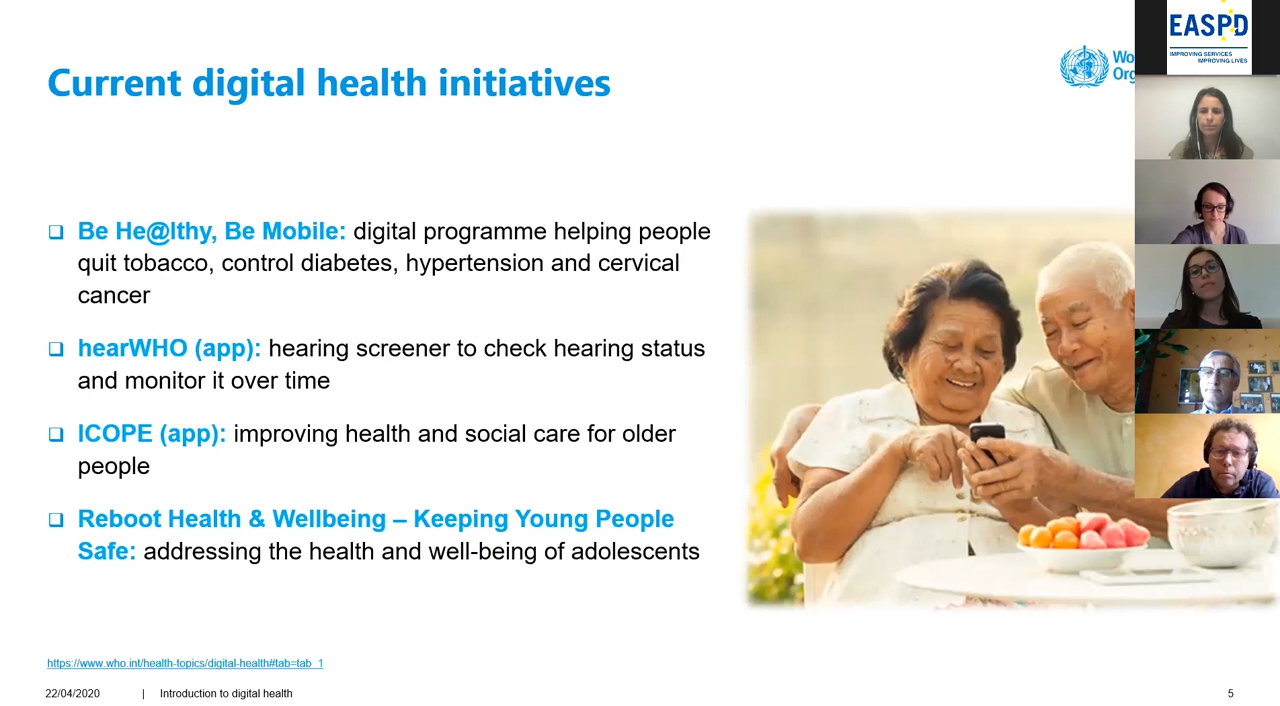 Current digital health initiatives
EASPD
IMPROVING SERVICES
IMPROVING LIVES
❑ Be He@lthy, Be Mobile: digital programme helping people
quit tobacco, control diabetes, hypertension and cervical
cancer
❑ hearWHO (app): hearing screener to check hearing status
and monitor it over time
❑ ICOPE (app): improving health and social care for older
people
❑ Reboot Health & Wellbeing – Keeping Young People
Safe: addressing the health and well-being of adolescents
https://www.who.int/health-topics/digital-health#tab=tab_1
22/04/2020 | Introduction to digital health 5